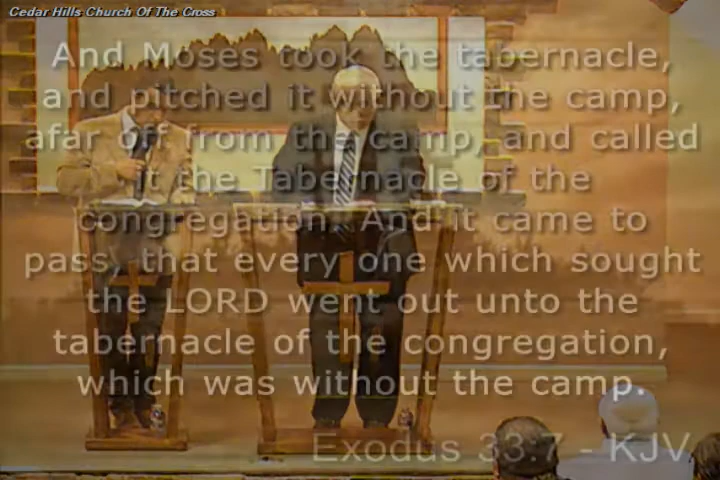 Cedar Hills Church Of The Cross
And Moses took the tabernacle,
and pitched it without the camp,
afar off from the camp, and called
it the Tabernacle of the
congregation. And it came to
pass, that every one which sought
the LORD went out unto the
tabernacle of the congregation,
which was without the camp.
Exodus 33:7 - KJV